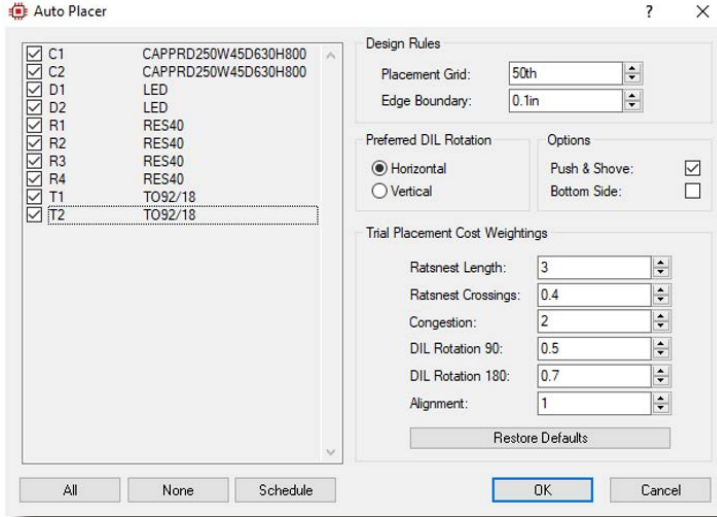 Auto Placer
C1 CAPPRD250W45D630H800
C2 CAPPRD250W45D630H800
D1 LED
D2 LED
R1 RES40
R2 RES40
R3 RES40
R4 RES40
T1 TO92/18
T2 TO92/18
All None Schedule
Design Rules
Placement Grid: 50th
Edge Boundary: 0.1in
Preferred DIL Rotation
Horizontal
Vertical
Options
Push & Shove:
Bottom Side:
Trial Placement Cost Weightings
Ratsnest Length: 3
Ratsnest Crossings: 0.4
Congestion: 2
DIL Rotation 90: 0.5
DIL Rotation 180: 0.7
Alignment: 1
Restore Defaults
OK Cancel